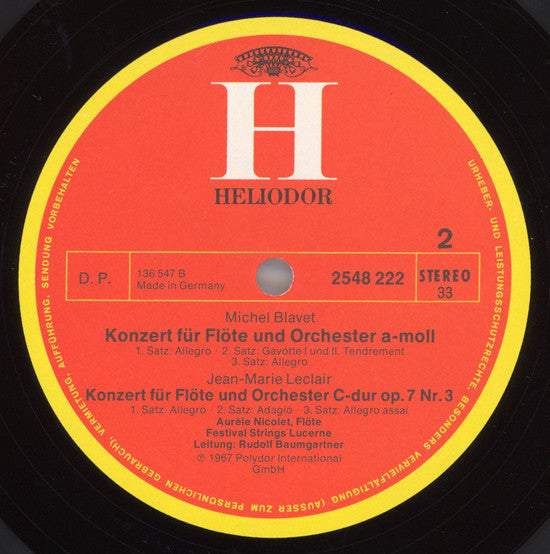 H
HELIODOR
2
D. P.
136 547 B
Made in Germany
2548 222
STEREO
33
Michel Blavet
Konzert für Flöte und Orchester a-moll
1. Satz: Allegro · 2. Satz: Gavotte I und II. Tendrement
3. Satz: Allegro
Jean-Marie Leclair
Konzert für Flöte und Orchester C-dur op. 7 Nr. 3
1. Satz: Allegro · 2. Satz: Adagio · 3. Satz: Allegro assai
Aurèle Nicolet, Flöte
Festival Strings Lucerne
Leitung: Rudolf Baumgartner
℗ 1967 Polydor International
GmbH
URHEBER- UND LEISTUNGSSCHUTZRECHTE, BESONDERS VERVIELFÄLTIGUNG (AUSSER ZUM PERSÖNLICHEN GEBRAUCH), VERMIETUNG, AUFFÜHRUNG, SENDUNG VORBEHALTEN